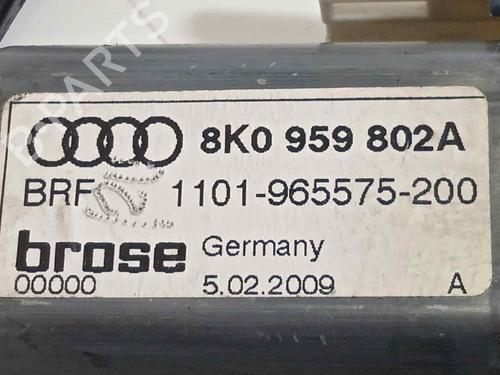 8K0 959 802A
BRF 1101-965575-200
brose Germany
00000 5.02.2009 A